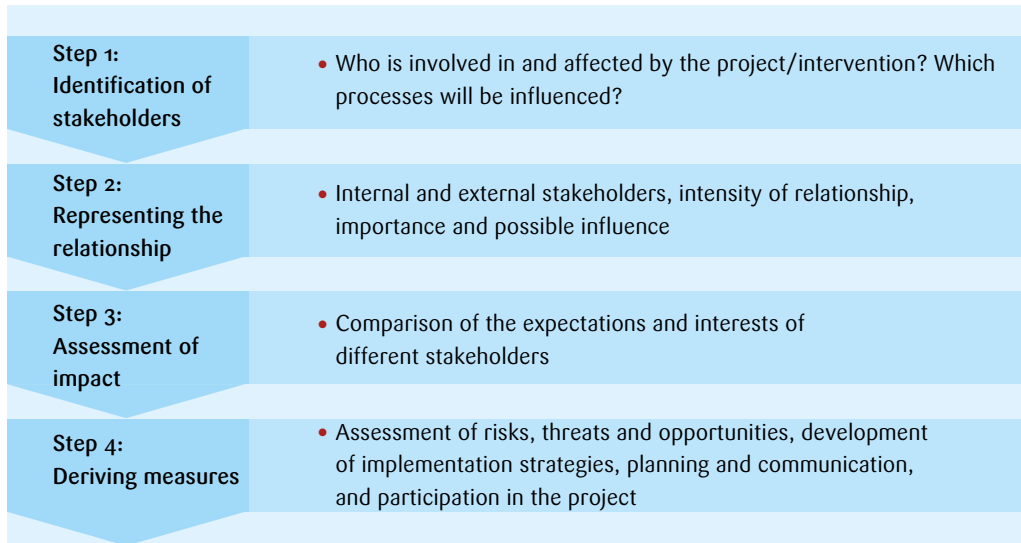 Step 1:
Identification of
stakeholders
• Who is involved in and affected by the project/intervention? Which
processes will be influenced?
Step 2:
Representing the
relationship
• Internal and external stakeholders, intensity of relationship,
importance and possible influence
Step 3:
Assessment of
impact
• Comparison of the expectations and interests of
different stakeholders
Step 4:
Deriving measures
• Assessment of risks, threats and opportunities, development
of implementation strategies, planning and communication,
and participation in the project